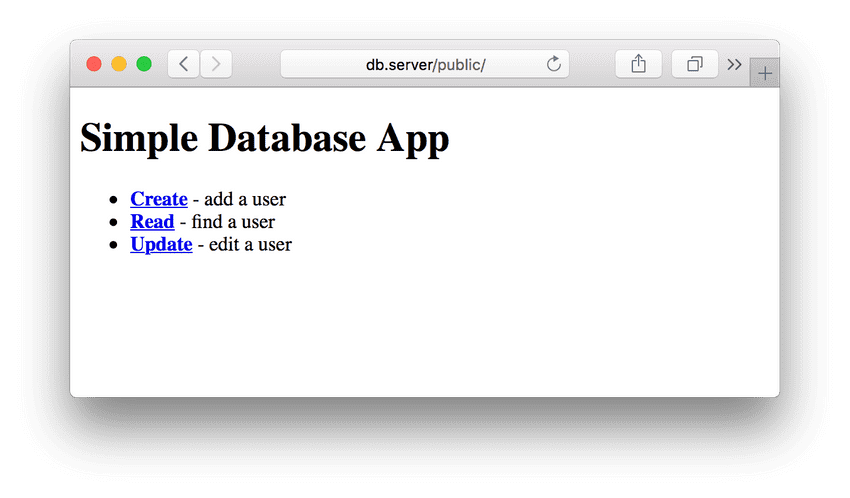 db.server/public/
Simple Database App
Create - add a user
Read - find a user
Update - edit a user